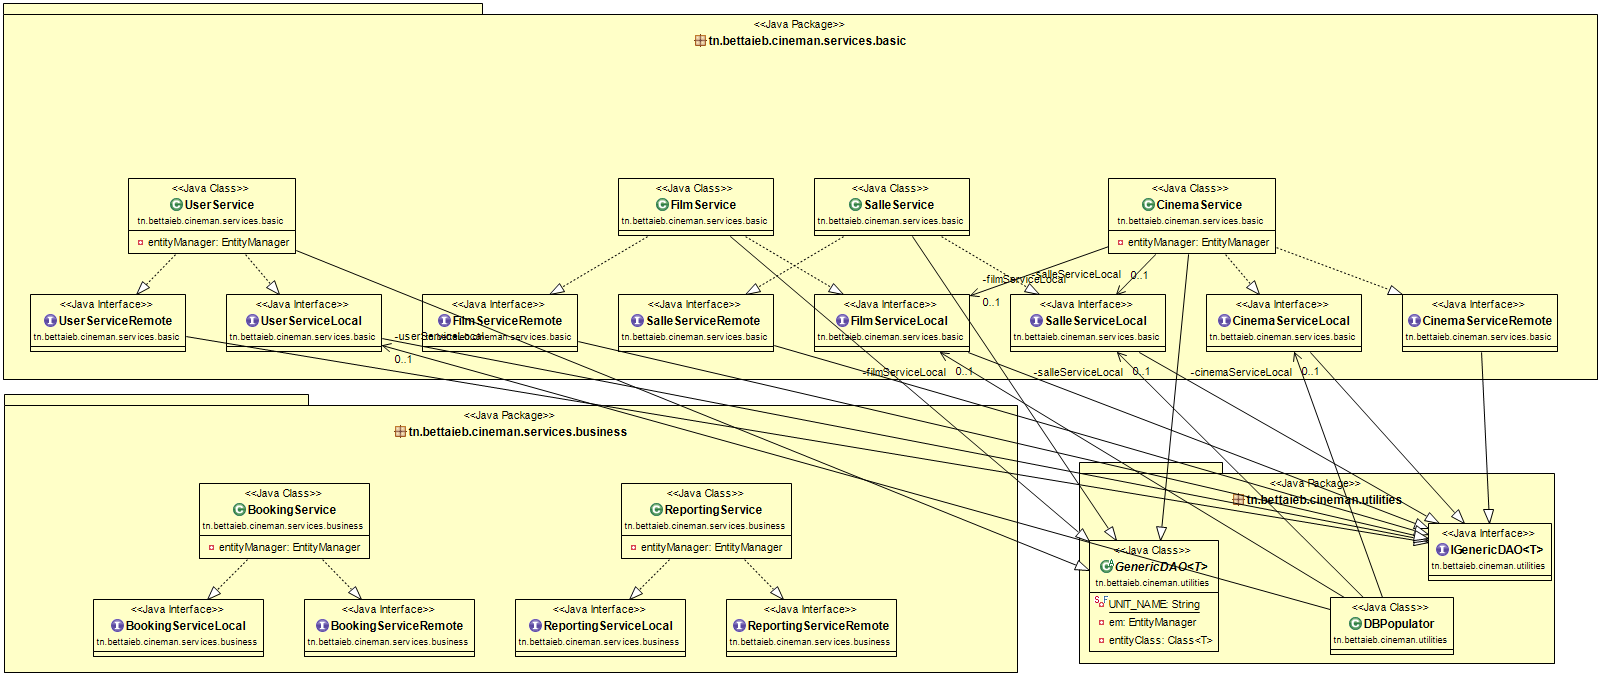 <<Java Package>>
tn.bettaieb.cineman.services.basic
<<Java Class>>
UserService
tn.bettaieb.cineman.services.basic
entityManager: EntityManager
<<Java Class>>
FilmService
tn.bettaieb.cineman.services.basic
<<Java Class>>
SalleService
tn.bettaieb.cineman.services.basic
<<Java Class>>
CinemaService
tn.bettaieb.cineman.services.basic
entityManager: EntityManager
-filmServiceLocal
0..1
-salleServiceLocal
0..1
<<Java Interface>>
UserServiceRemote
tn.bettaieb.cineman.services.basic
<<Java Interface>>
UserServiceLocal
tn.bettaieb.cineman.services.basic
<<Java Interface>>
FilmServiceRemote
tn.bettaieb.cineman.services.basic
<<Java Interface>>
SalleServiceRemote
tn.bettaieb.cineman.services.basic
<<Java Interface>>
FilmServiceLocal
tn.bettaieb.cineman.services.basic
<<Java Interface>>
SalleServiceLocal
tn.bettaieb.cineman.services.basic
<<Java Interface>>
CinemaServiceLocal
tn.bettaieb.cineman.services.basic
<<Java Interface>>
CinemaServiceRemote
tn.bettaieb.cineman.services.basic
-userServiceLocal
0..1
-filmServiceLocal
0..1
-salleServiceLocal
0..1
-cinemaServiceLocal
0..1
<<Java Package>>
tn.bettaieb.cineman.services.business
<<Java Class>>
BookingService
tn.bettaieb.cineman.services.business
entityManager: EntityManager
<<Java Class>>
ReportingService
tn.bettaieb.cineman.services.business
entityManager: EntityManager
<<Java Interface>>
BookingServiceLocal
tn.bettaieb.cineman.services.business
<<Java Interface>>
BookingServiceRemote
tn.bettaieb.cineman.services.business
<<Java Interface>>
ReportingServiceLocal
tn.bettaieb.cineman.services.business
<<Java Interface>>
ReportingServiceRemote
tn.bettaieb.cineman.services.business
<<Java Package>>
tn.bettaieb.cineman.utilities
<<Java Class>>
GenericDAO<T>
tn.bettaieb.cineman.utilities
UNIT_NAME: String
em: EntityManager
entityClass: Class<T>
<<Java Interface>>
IGenericDAO<T>
tn.bettaieb.cineman.utilities
<<Java Class>>
DBPopulator
tn.bettaieb.cineman.utilities